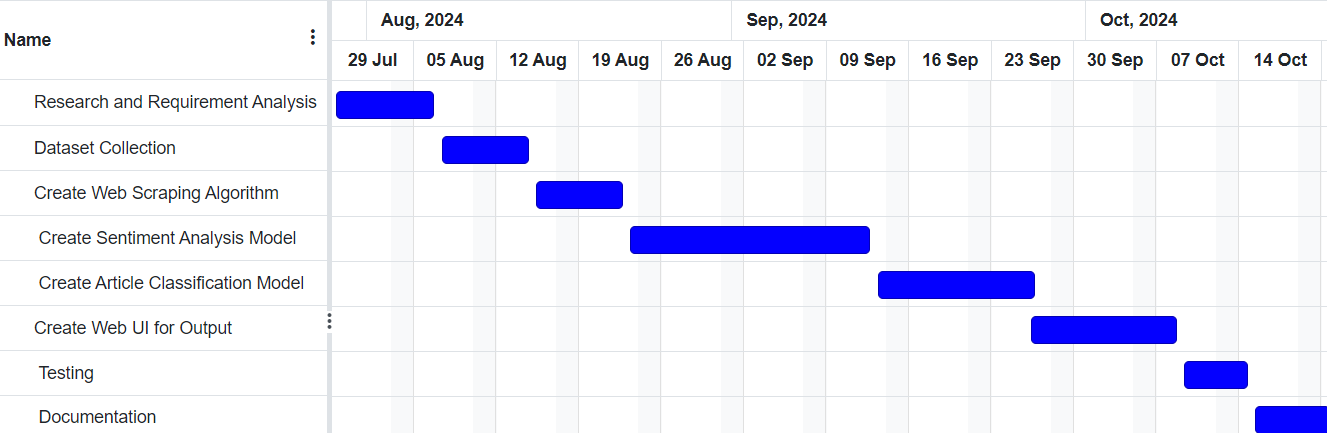 Name
Aug, 2024
Sep, 2024
Oct, 2024
29 Jul
05 Aug
12 Aug
19 Aug
26 Aug
02 Sep
09 Sep
16 Sep
23 Sep
30 Sep
07 Oct
14 Oct
Research and Requirement Analysis
Dataset Collection
Create Web Scraping Algorithm
Create Sentiment Analysis Model
Create Article Classification Model
Create Web UI for Output
Testing
Documentation